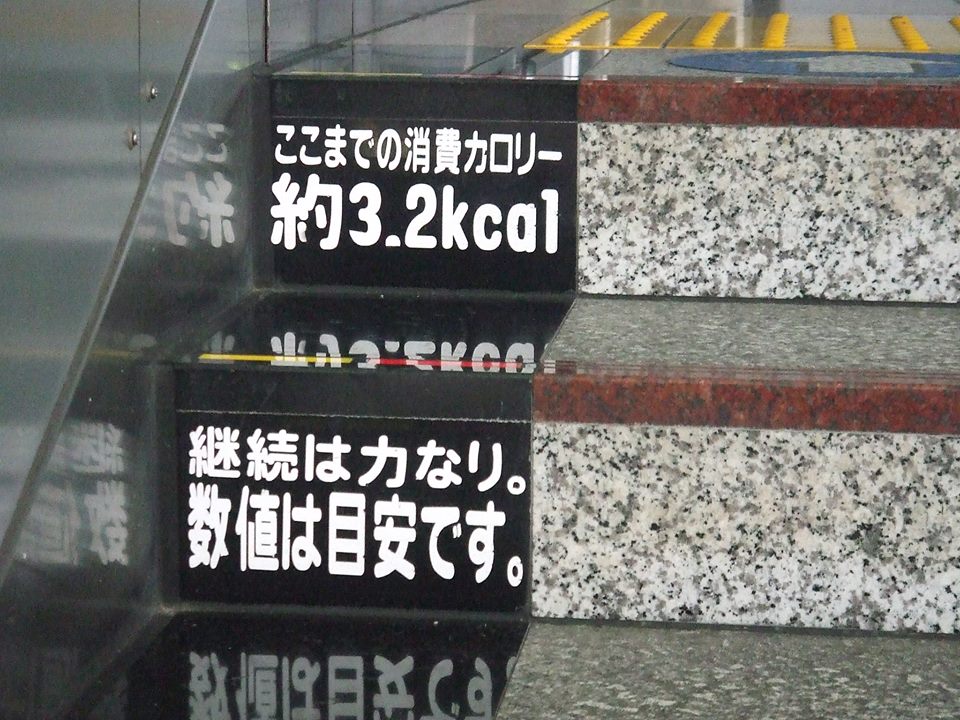 ここまでの消費カロリー
約3.2kcal
継続は力なり。
数値は目安です。